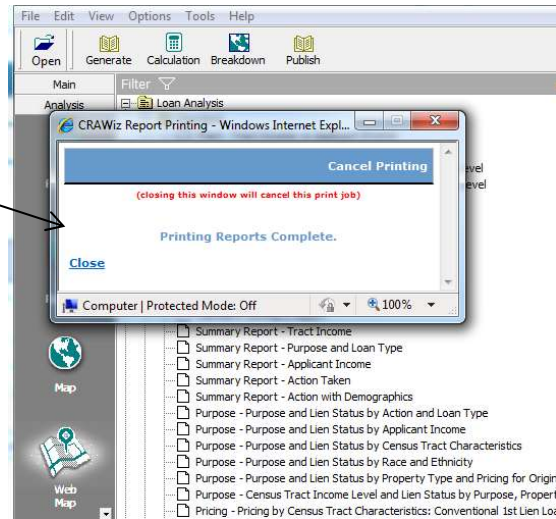 File Edit View Options Tools Help
Open Generate Calculation Breakdown Publish
Main Filter
Analysis Loan Analysis
CRAWiz Report Printing - Windows Internet Expl...
Cancel Printing
(closing this window will cancel this print job)
Printing Reports Complete.
Close
Computer | Protected Mode: Off 100%
evel
evel
Summary Report - Tract Income
Summary Report - Purpose and Loan Type
Summary Report - Applicant Income
Summary Report - Action Taken
Map
Summary Report - Action with Demographics
Purpose - Purpose and Lien Status by Action and Loan Type
Purpose - Purpose and Lien Status by Applicant Income
Purpose - Purpose and Lien Status by Census Tract Characteristics
Purpose - Purpose and Lien Status by Race and Ethnicity
Purpose - Purpose and Lien Status by Property Type and Pricing for Origin
Web Map
Purpose - Census Tract Income Level and Lien Status by Purpose, Propert
Pricing - Pricing by Census Tract Characteristics: Conventional 1st Lien Loa